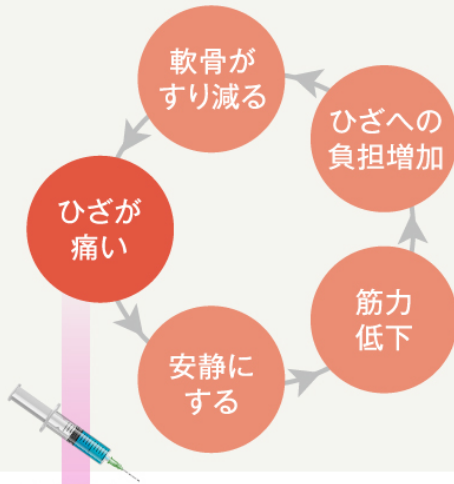 軟骨が
すり減る
ひざへの
負担増加
ひざが
痛い
筋力
低下
安静に
する